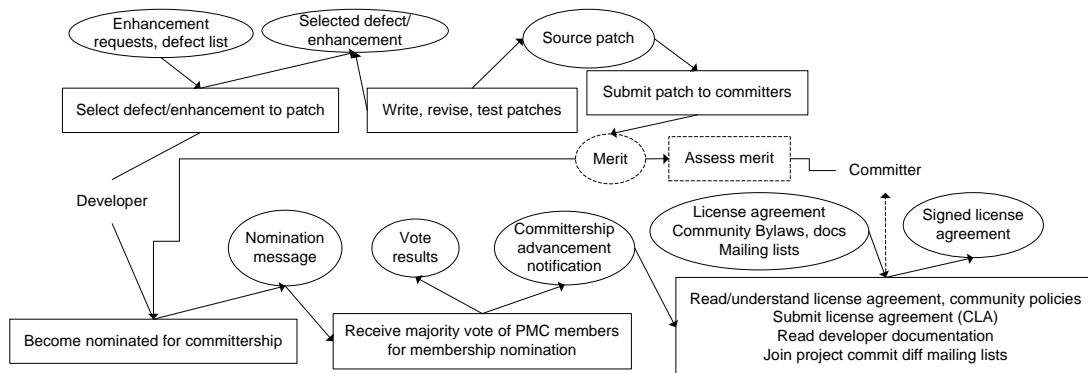 Enhancement
requests, defect list
Selected defect/
enhancement
Source patch
Select defect/enhancement to patch
Write, revise, test patches
Submit patch to committers
Merit
Assess merit
Committer
Developer
Nomination
message
Vote
results
Committership
advancement
notification
License agreement
Community Bylaws, docs
Mailing lists
Signed license
agreement
Become nominated for committership
Receive majority vote of PMC members
for membership nomination
Read/understand license agreement, community policies
Submit license agreement (CLA)
Read developer documentation
Join project commit diff mailing lists